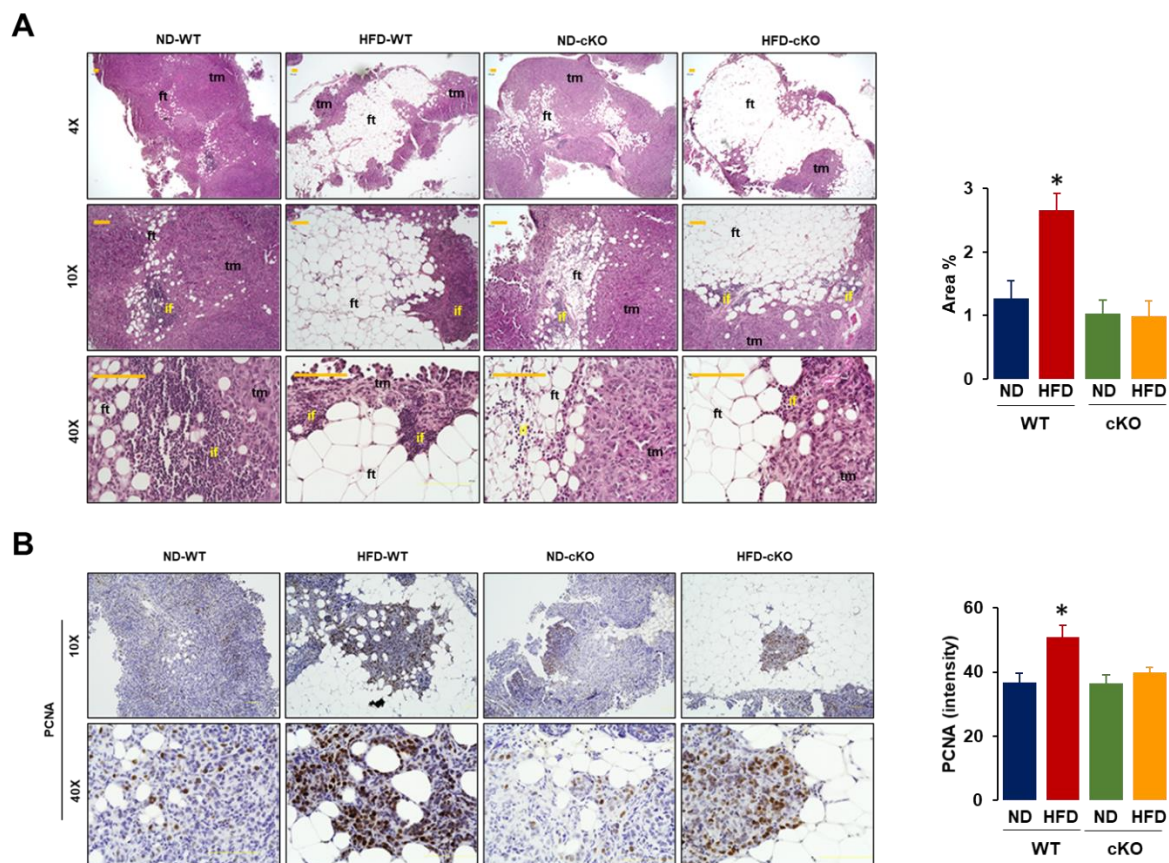 A
ND-WT HFD-WT ND-cKO HFD-cKO
4X
tm ft tm ft tm tm ft ft tm
10X
ft tm if ft if ft if tm ft if if tm
40X
ft tm if tm if if ft ft tm ft tm
Area %
3
2
1
0
*
ND HFD ND HFD
WT cKO
B
ND-WT HFD-WT ND-cKO HFD-cKO
PCNA
10X
40X
PCNA (intensity)
60
40
20
0
*
ND HFD ND HFD
WT cKO